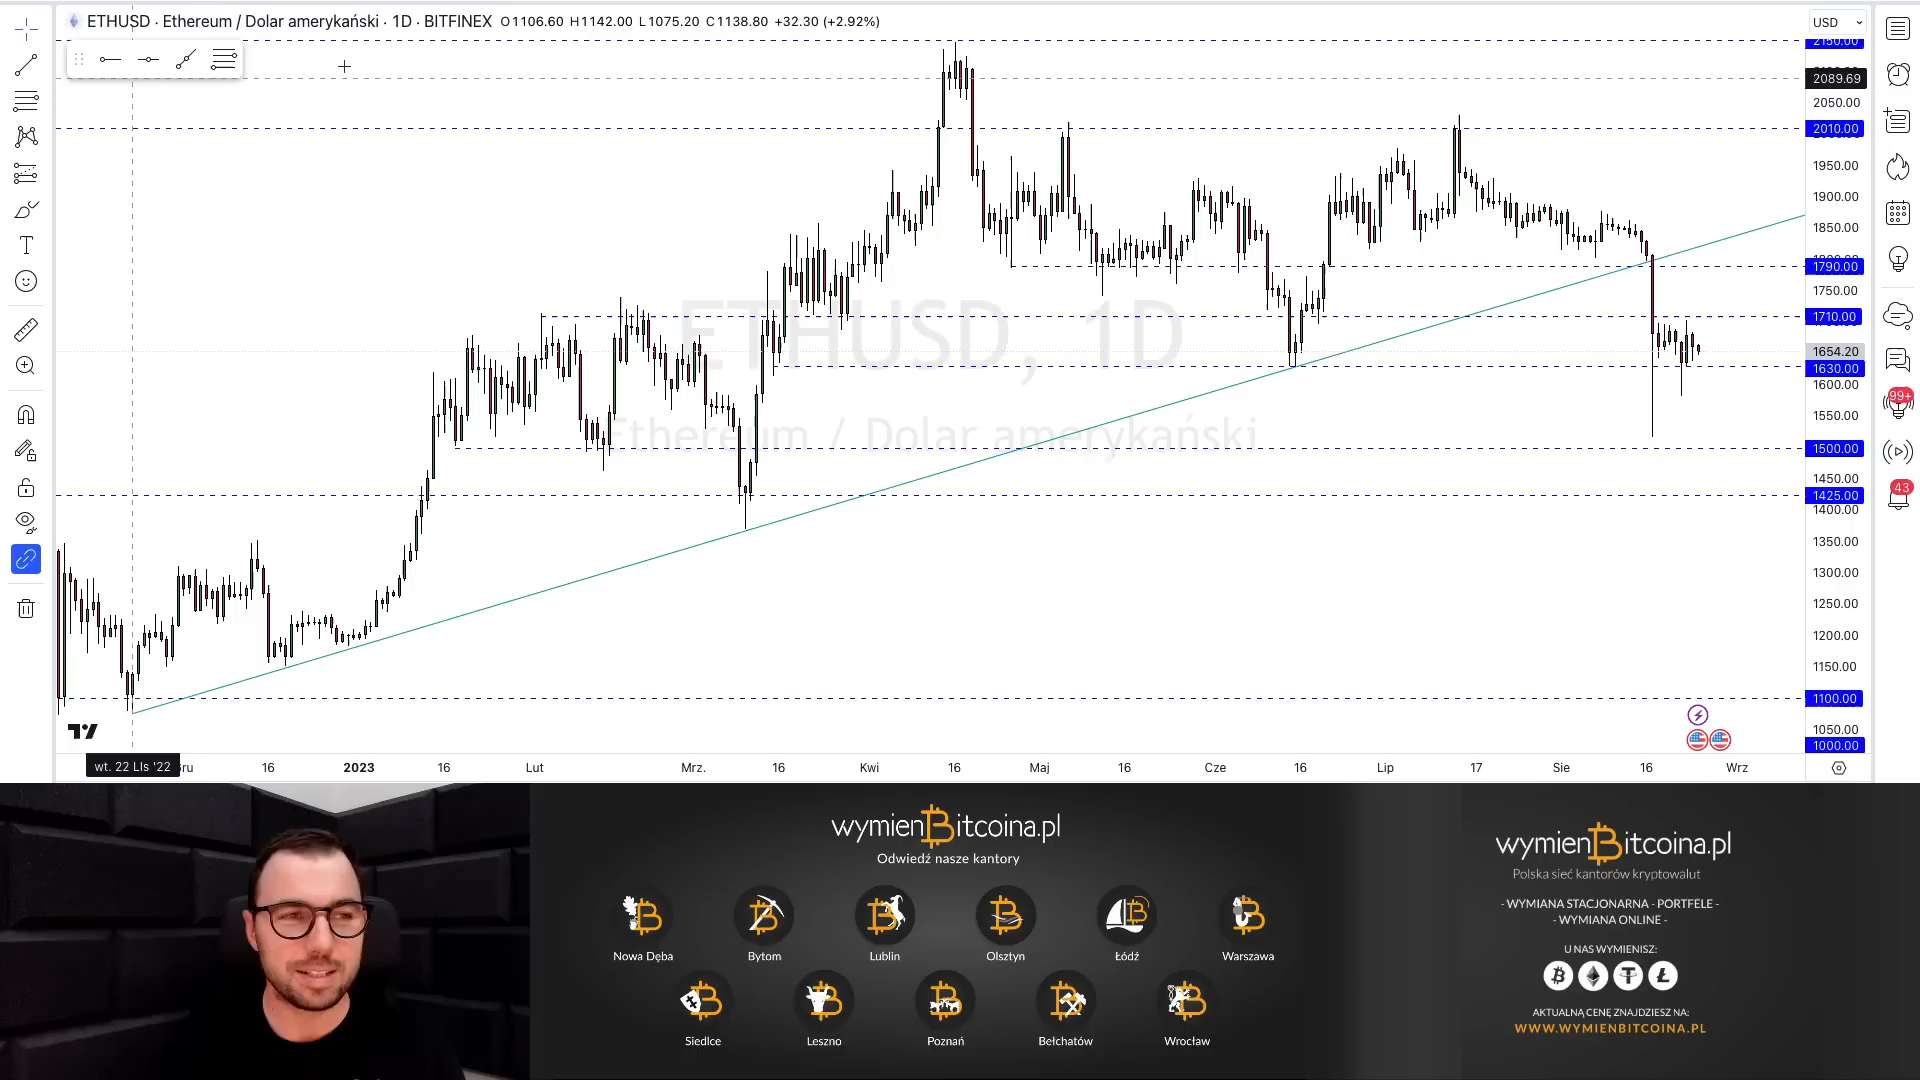 ETHUSD · Ethereum / Dolar amerykański · 1D · BITFINEX O1106.60 H1142.00 L1075.20 C1138.80 +32.30 (+2.92%)
USD
2150.00
2089.69
2050.00
2010.00
1950.00
1900.00
1850.00
1790.00
1750.00
1710.00
1654.20
1630.00
1600.00
1550.00
1500.00
1450.00
1425.00
1400.00
1350.00
1300.00
1250.00
1200.00
1150.00
1100.00
1050.00
1000.00
99+
43
ETHUSD, 1D
Ethereum / Dolar amerykański
wt. 22 Lis '22 16 2023 16 Lut Mrz. 16 Kwi 16 Maj 16 Cze 16 Lip 17 Sie 16 Wrz
wymienBitcoina.pl
Odwiedź nasze kantory
Nowa Dęba Bytom Lublin Olsztyn Łódź Warszawa
Siedlce Leszno Poznań Bełchatów Wrocław
wymienBitcoina.pl
Polska sieć kantorów kryptowalut
- WYMIANA STACJONARNA - PORTFELE -
- WYMIANA ONLINE -
U NAS WYMIENISZ:
AKTUALNĄ CENĘ ZNAJDZIESZ NA:
WWW.WYMIENBITCOINA.PL